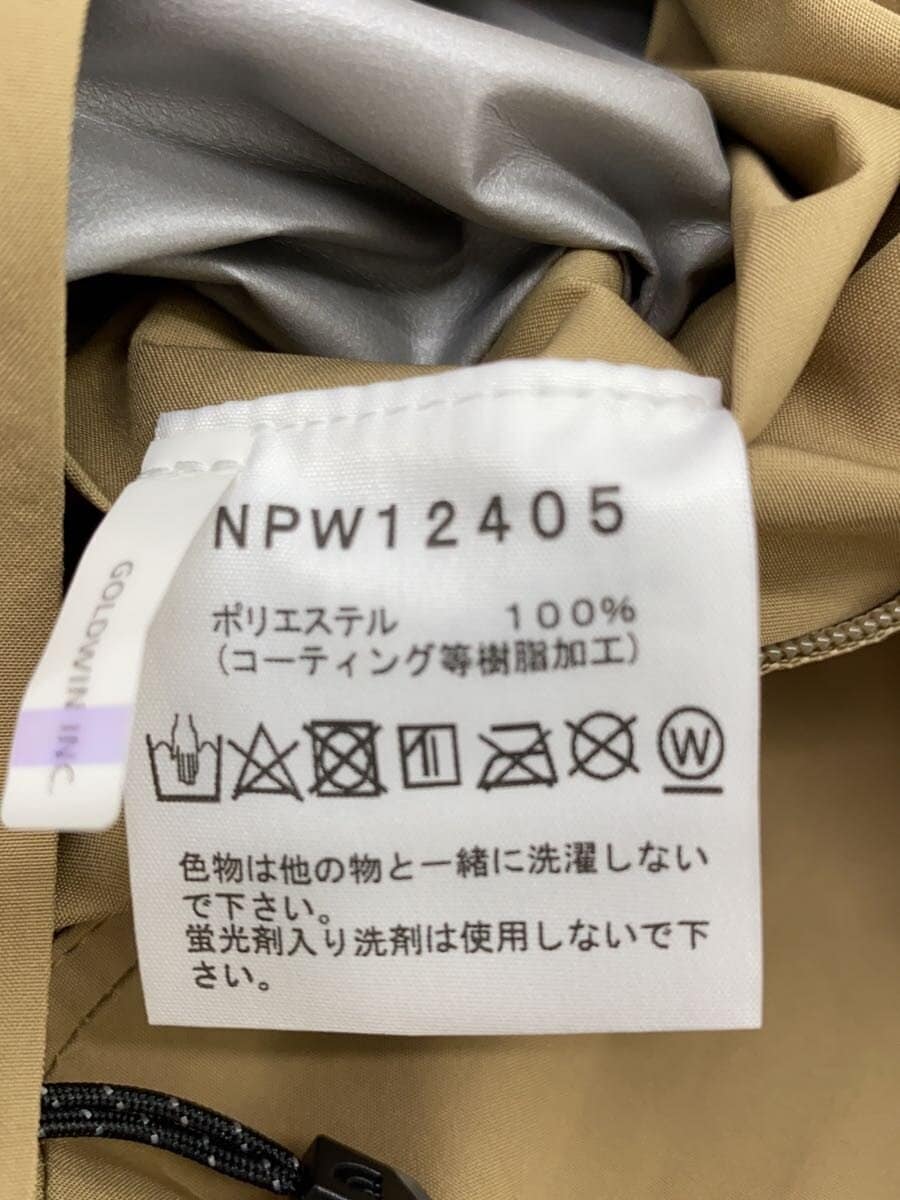 NPW12405
ポリエステル 100%
(コーティング等樹脂加工)
W
色物は他の物と一緒に洗濯しない
で下さい。
蛍光剤入り洗剤は使用しないで下
さい。
GOLDWIN INC